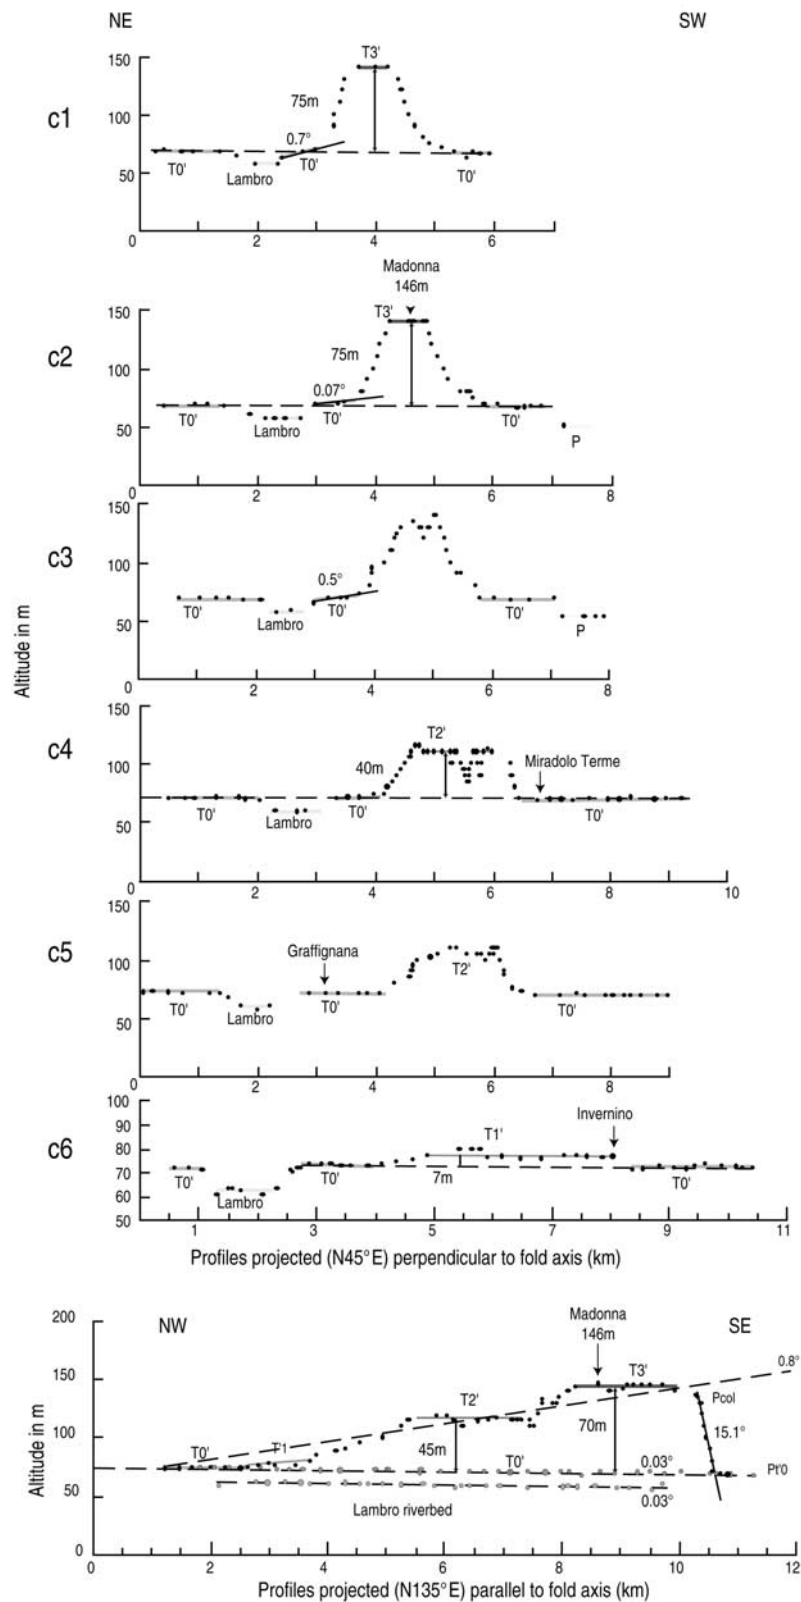 NE SW
c1
150
T3'
75m
100
0.7°
T0' Lambro T0' T0'
50
0 2 4 6
Madonna
146m
c2
150
T3'
75m
100
0.07°
T0' Lambro T0' T0'
50
P
0 2 4 6 8
c3
150
100
0.5°
T0' Lambro T0' T0'
50
P
0 2 4 6 8
Altitude in m
c4
150
T2'
100
40m
Miradolo Terme
T0' Lambro T0' T0'
50
0 2 4 6 10
c5
150
Graffignana
100
T2'
T0' Lambro T0' T0'
50
0 2 4 6 8
c6
100
90
80
70
60
50
Invernino
T1'
7m
T0' Lambro T0' T0'
1 3 5 7 9 11
Profiles projected (N45°E) perpendicular to fold axis (km)
NW SE
200
Madonna
146m
0.8°
150
T3'
T2'
Pcol
100
45m
70m
15.1°
T0' T'1 T0' 0.03° Pt'0
50
Lambro riverbed 0.03°
0
Altitude in m
0 2 4 6 8 10 12
Profiles projected (N135°E) parallel to fold axis (km)